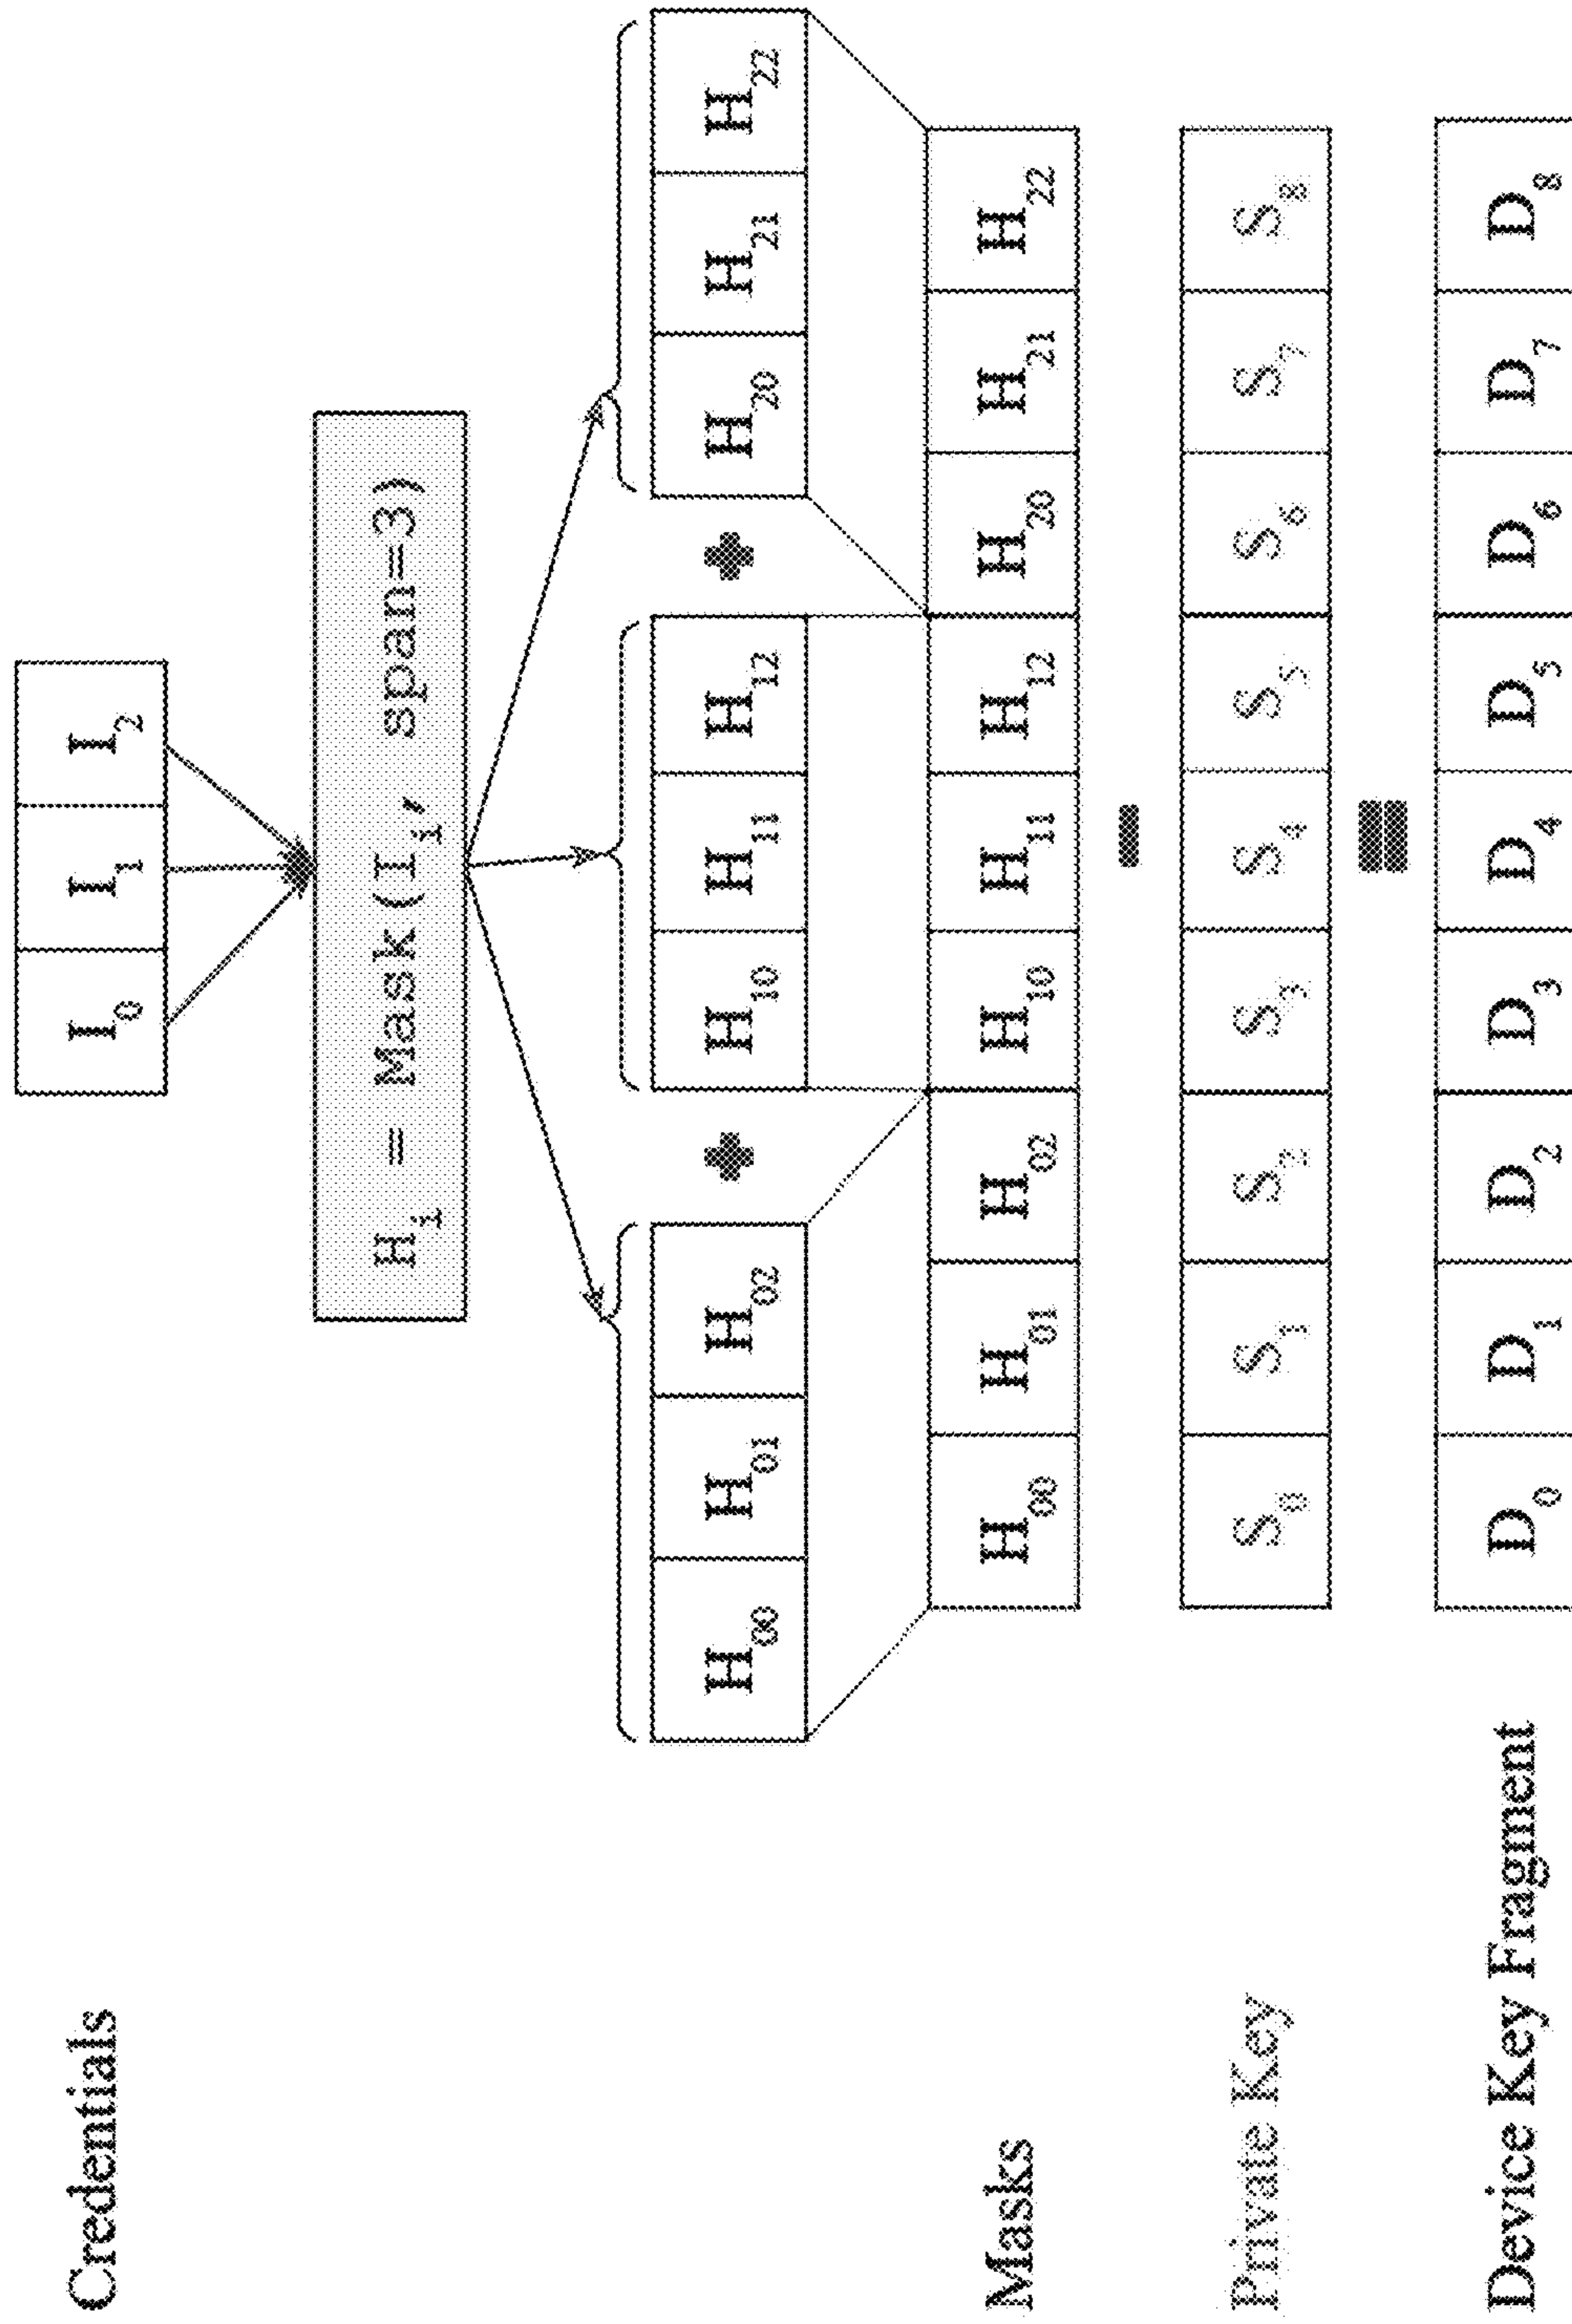 Credentials I₀ I₁ I₂
Hᵢ = Mask(Iᵢ, span=3)
H₀₀ H₀₁ H₀₂ + H₁₀ H₁₁ H₁₂ + H₂₀ H₂₁ H₂₂
Masks H₀₀ H₀₁ H₀₂ H₁₀ H₁₁ H₁₂ H₂₀ H₂₁ H₂₂
-
Private Key S₀ S₁ S₂ S₃ S₄ S₅ S₆ S₇ S₈
=
Device Key Fragment D₀ D₁ D₂ D₃ D₄ D₅ D₆ D₇ D₈